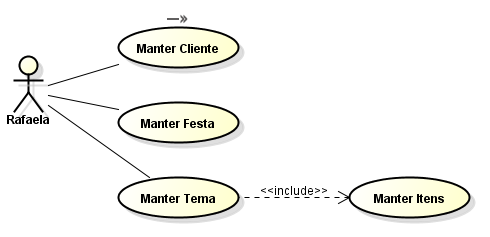 Manter Cliente
Rafaela
Manter Festa
Manter Tema
<<include>>
Manter Itens